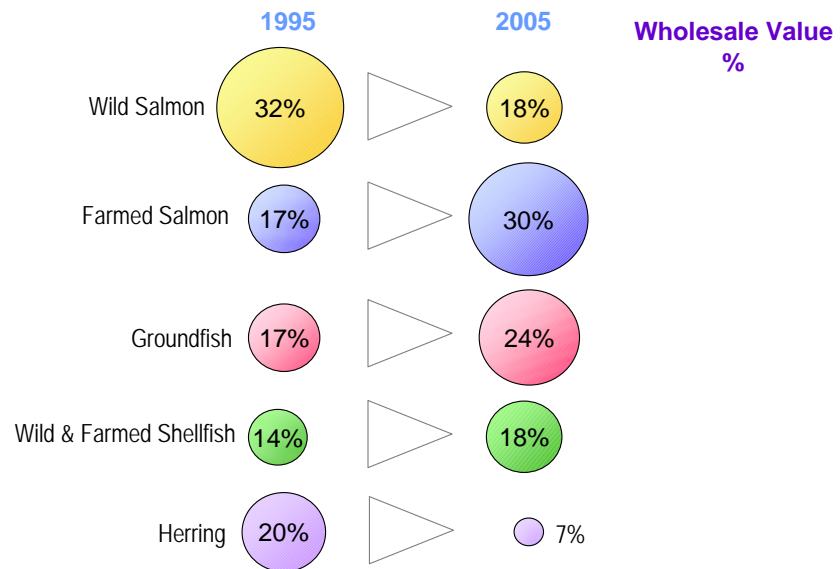 1995 2005 Wholesale Value
%
Wild Salmon 32% 18%
Farmed Salmon 17% 30%
Groundfish 17% 24%
Wild & Farmed Shellfish 14% 18%
Herring 20% 7%